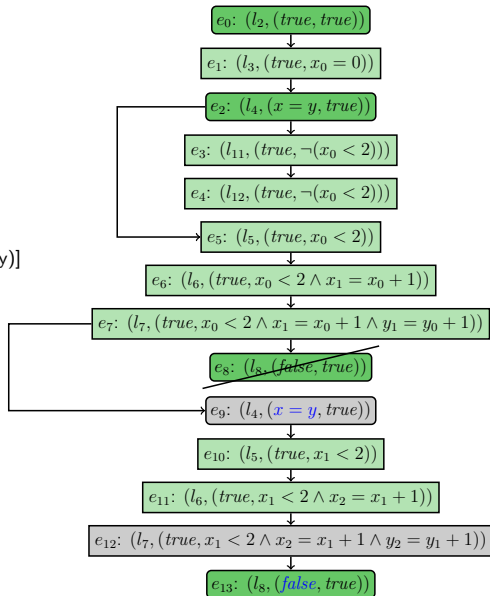 e₀: (l₂, (true, true))
e₁: (l₃, (true, x₀ = 0))
e₂: (l₄, (x = y, true))
e₃: (l₁₁, (true, ¬(x₀ < 2)))
e₄: (l₁₂, (true, ¬(x₀ < 2)))
e₅: (l₅, (true, x₀ < 2))
y)]
e₆: (l₆, (true, x₀ < 2 ∧ x₁ = x₀ + 1))
e₇: (l₇, (true, x₀ < 2 ∧ x₁ = x₀ + 1 ∧ y₁ = y₀ + 1))
e₈: (l₈, (false, true))
e₉: (l₄, (x = y, true))
e₁₀: (l₅, (true, x₁ < 2))
e₁₁: (l₆, (true, x₁ < 2 ∧ x₂ = x₁ + 1))
e₁₂: (l₇, (true, x₁ < 2 ∧ x₂ = x₁ + 1 ∧ y₂ = y₁ + 1))
e₁₃: (l₈, (false, true))